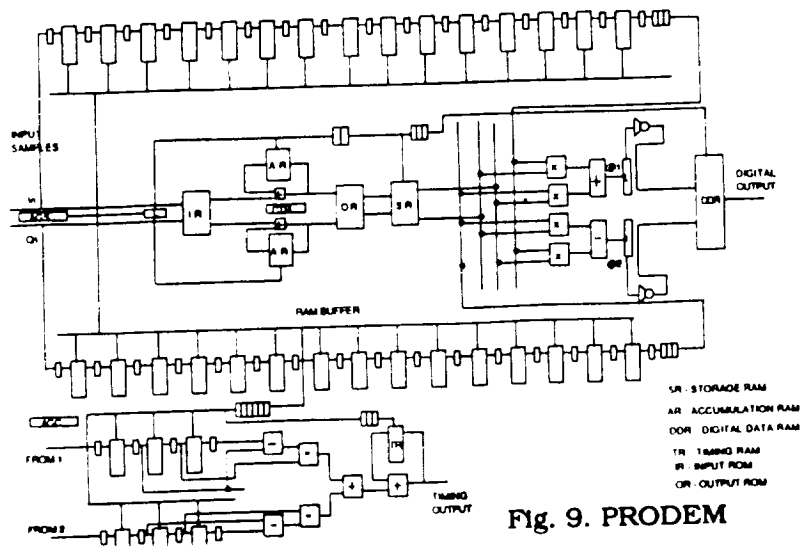 INPUT
SAMPLES
AR
IR
OR
SR
AR
x
x
x
x
+
-
DDR
DIGITAL
OUTPUT
RAM BUFFER
SR - STORAGE RAM
AR - ACCUMULATION RAM
DDR - DIGITAL DATA RAM
TR - TIMING RAM
IR - INPUT ROM
OR - OUTPUT ROM
FROM 1
TR
-
-
+
+
TIMING
OUTPUT
FROM 2
-
-
Fig. 9. PRODEM